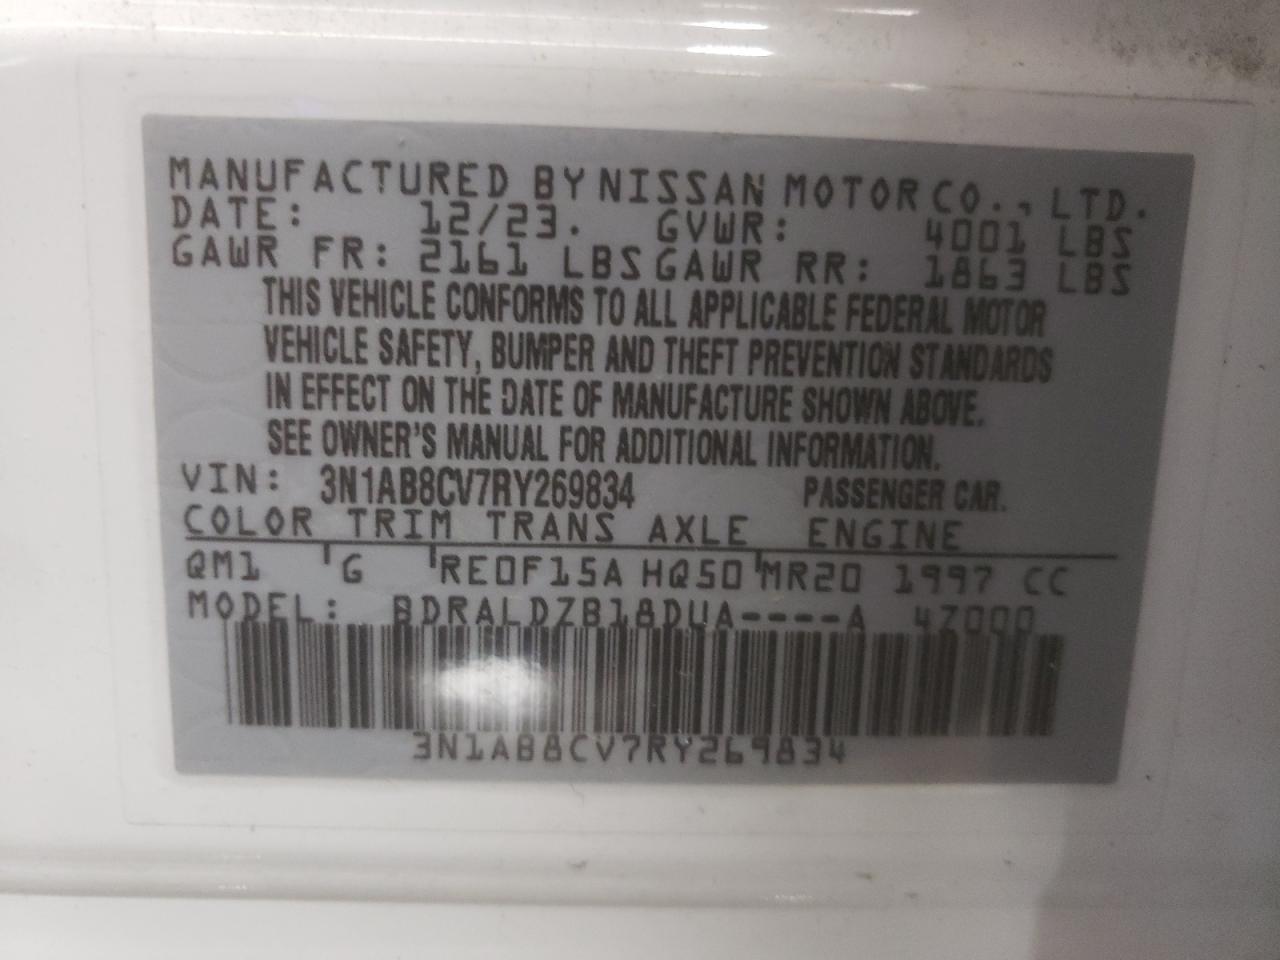 MANUFACTURED BY NISSAN MOTOR CO., LTD.
DATE: 12/23. GVWR: 4001 LBS
GAWR FR: 2161 LBS GAWR RR: 1863 LBS
THIS VEHICLE CONFORMS TO ALL APPLICABLE FEDERAL MOTOR
VEHICLE SAFETY, BUMPER AND THEFT PREVENTION STANDARDS
IN EFFECT ON THE DATE OF MANUFACTURE SHOWN ABOVE.
SEE OWNER'S MANUAL FOR ADDITIONAL INFORMATION.
VIN: 3N1AB8CV7RY269834 PASSENGER CAR.
COLOR TRIM TRANS AXLE ENGINE
QM1 G RE0F15A HQ50 MR20 1997 CC
MODEL: BDRALDZB18DUA----A 47000
3N1AB8CV7RY269834